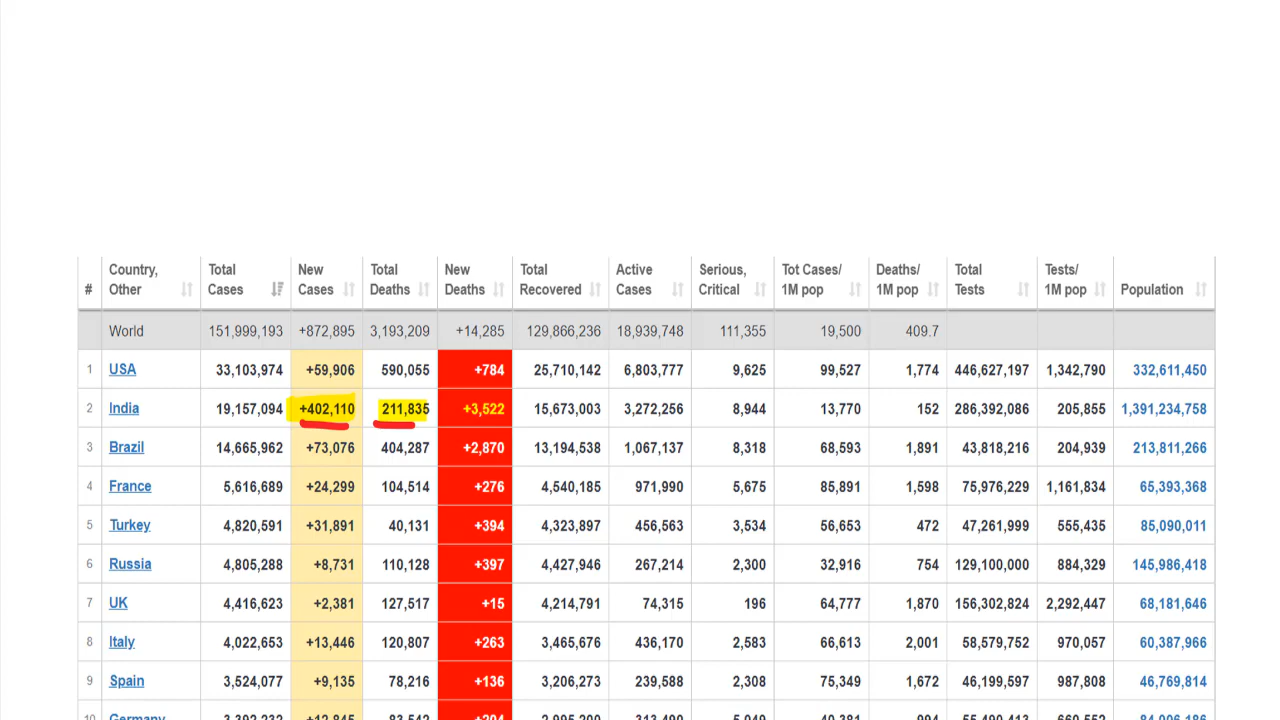 # Country, Other Total Cases New Cases Total Deaths New Deaths Total Recovered Active Cases Serious, Critical Tot Cases/ 1M pop Deaths/ 1M pop Total Tests Tests/ 1M pop Population
World 151,999,193 +872,895 3,193,209 +14,285 129,866,236 18,939,748 111,355 19,500 409.7
1 USA 33,103,974 +59,906 590,055 +784 25,710,142 6,803,777 9,625 99,527 1,774 446,627,197 1,342,790 332,611,450
2 India 19,157,094 +402,110 211,835 +3,522 15,673,003 3,272,256 8,944 13,770 152 286,392,086 205,855 1,391,234,758
3 Brazil 14,665,962 +73,076 404,287 +2,870 13,194,538 1,067,137 8,318 68,593 1,891 43,818,216 204,939 213,811,266
4 France 5,616,689 +24,299 104,514 +276 4,540,185 971,990 5,675 85,891 1,598 75,976,229 1,161,834 65,393,368
5 Turkey 4,820,591 +31,891 40,131 +394 4,323,897 456,563 3,534 56,653 472 47,261,999 555,435 85,090,011
6 Russia 4,805,288 +8,731 110,128 +397 4,427,946 267,214 2,300 32,916 754 129,100,000 884,329 145,986,418
7 UK 4,416,623 +2,381 127,517 +15 4,214,791 74,315 196 64,777 1,870 156,302,824 2,292,447 68,181,646
8 Italy 4,022,653 +13,446 120,807 +263 3,465,676 436,170 2,583 66,613 2,001 58,579,752 970,057 60,387,966
9 Spain 3,524,077 +9,135 78,216 +136 3,206,273 239,588 2,308 75,349 1,672 46,199,597 987,808 46,769,814
10 Germany